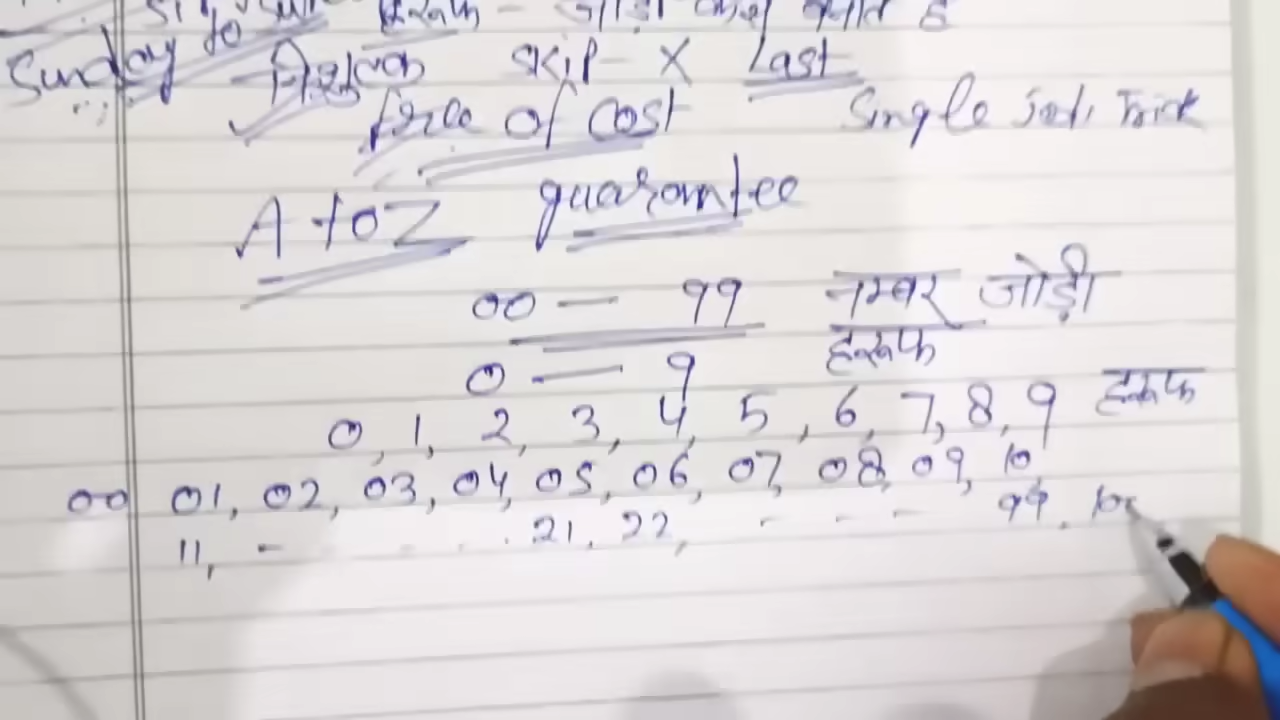 हरूफ - जोड़ी
Sunday to निशुल्क skip - X Last
free of cost Single Jodi Trick
A to Z guarantee
00 — 99 नम्बर जोड़ी
0 — 9 हरूफ
0, 1, 2, 3, 4, 5, 6, 7, 8, 9 हरूफ
00 01, 02, 03, 04, 05, 06, 07, 08, 09, 10
11, - . . . . 21, 22, - - - 99, 100